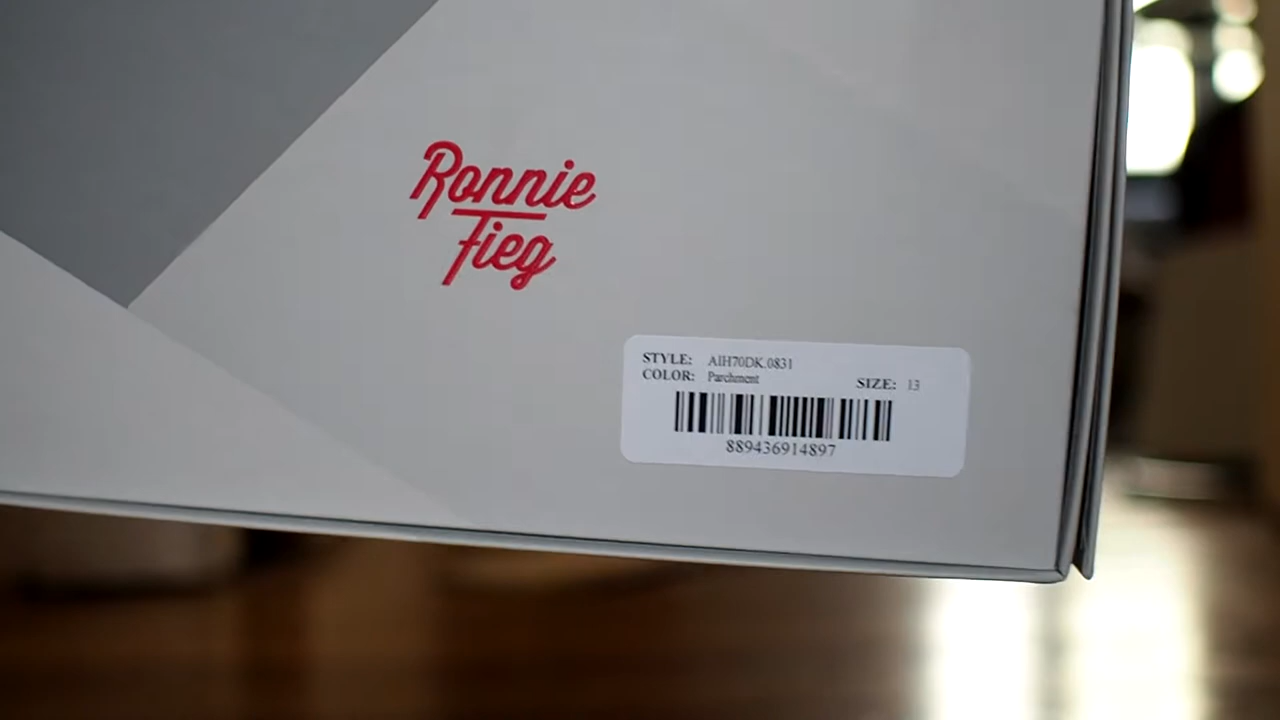 Ronnie
Fieg
STYLE: AIH70DK.0831
COLOR: Parchment
SIZE: 13
889436914897